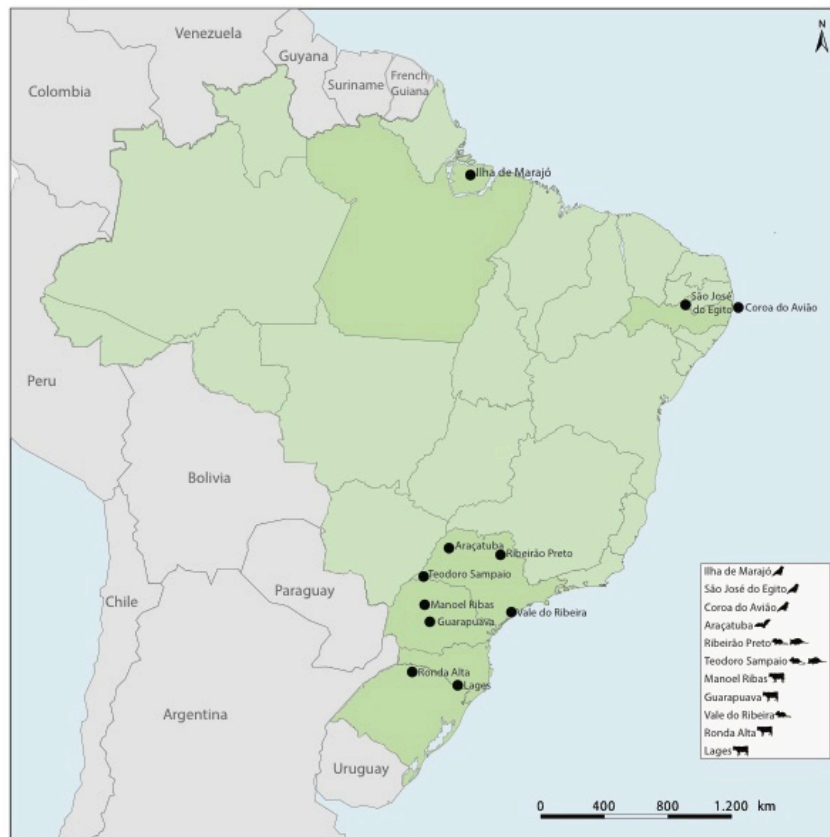 N
Venezuela
Guyana
Suriname
French
Guiana
Colombia
Ilha de Marajó
São José
do Egito
Coroa do Avião
Peru
Bolivia
Araçatuba
Ribeirão Preto
Teodoro Sampaio
Paraguay
Chile
Manoel Ribas
Vale do Ribeira
Guarapuava
Ronda Alta
Lages
Argentina
Uruguay
Ilha de Marajó
São José do Egito
Coroa do Avião
Araçatuba
Ribeirão Preto
Teodoro Sampaio
Manoel Ribas
Guarapuava
Vale do Ribeira
Ronda Alta
Lages
0 400 800 1.200 km